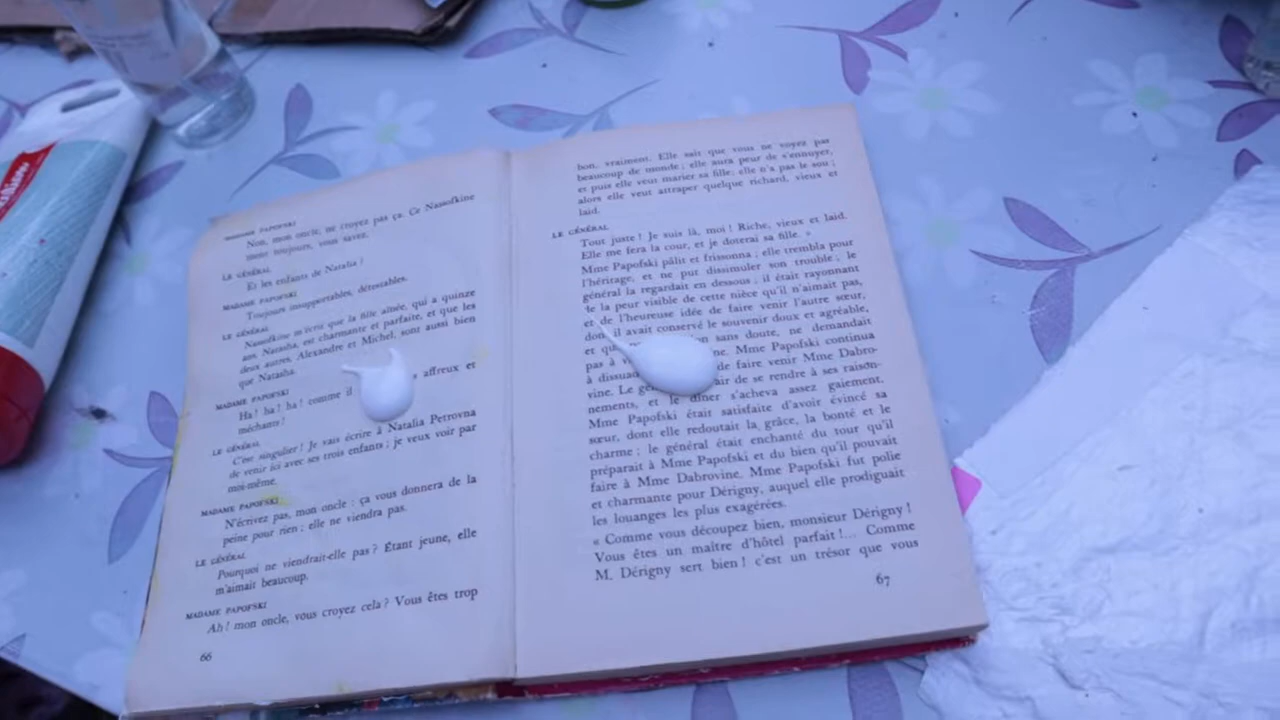 MADAME PAPOFSKI
Non, mon oncle, ne croyez pas ça. Ce Nassofkine
ment toujours, vous savez.
LE GÉNÉRAL
Et les enfants de Natalia ?
MADAME PAPOFSKI
Toujours insupportables, détestables.
LE GÉNÉRAL
Nassofkine m'écrit que la fille aînée, qui a quinze
ans, Natasha, est charmante et parfaite, et que les
deux autres, Alexandre et Michel, sont aussi bien
que Natasha.
MADAME PAPOFSKI
Ha ! ha ! ha ! comme il affreux et
méchants !
LE GÉNÉRAL
C'est singulier ! Je vais écrire à Natalia Petrovna
de venir ici avec ses trois enfants ; je veux voir par
moi-même.
MADAME PAPOFSKI
N'écrivez pas, mon oncle : ça vous donnera de la
peine pour rien ; elle ne viendra pas.
LE GÉNÉRAL
Pourquoi ne viendrait-elle pas ? Étant jeune, elle
m'aimait beaucoup.
MADAME PAPOFSKI
Ah ! mon oncle, vous croyez cela ? Vous êtes trop
66
bon, vraiment. Elle sait que vous ne voyez pas
beaucoup de monde ; elle aura peur de s'ennuyer,
et puis elle veut marier sa fille ; elle n'a pas le sou ;
alors elle veut attraper quelque richard, vieux et
laid.
LE GÉNÉRAL
Tout juste ! Je suis là, moi ! Riche, vieux et laid.
Elle me fera la cour, et je doterai sa fille. »
Mme Papofski pâlit et frissonna ; elle trembla pour
l'héritage, et ne put dissimuler son trouble ; le
général la regardait en dessous ; il était rayonnant
de la peur visible de cette nièce qu'il n'aimait pas,
et de l'heureuse idée de faire venir l'autre sœur,
dont il avait conservé le souvenir doux et agréable,
et qui sans doute, ne demandait
pas à Mme Papofski continua
à dissuader de faire venir Mme Dabro-
vine. Le général de se rendre à ses raison-
nements, et le dîner s'acheva assez gaiement.
Mme Papofski était satisfaite d'avoir évincé sa
sœur, dont elle redoutait la grâce, la bonté et le
charme ; le général était enchanté du tour qu'il
préparait à Mme Papofski et du bien qu'il pouvait
faire à Mme Dabrovine. Mme Papofski fut polie
et charmante pour Dérigny, auquel elle prodiguait
les louanges les plus exagérées.
« Comme vous découpez bien, monsieur Dérigny !
Vous êtes un maître d'hôtel parfait !... Comme
M. Dérigny sert bien ! c'est un trésor que vous
67